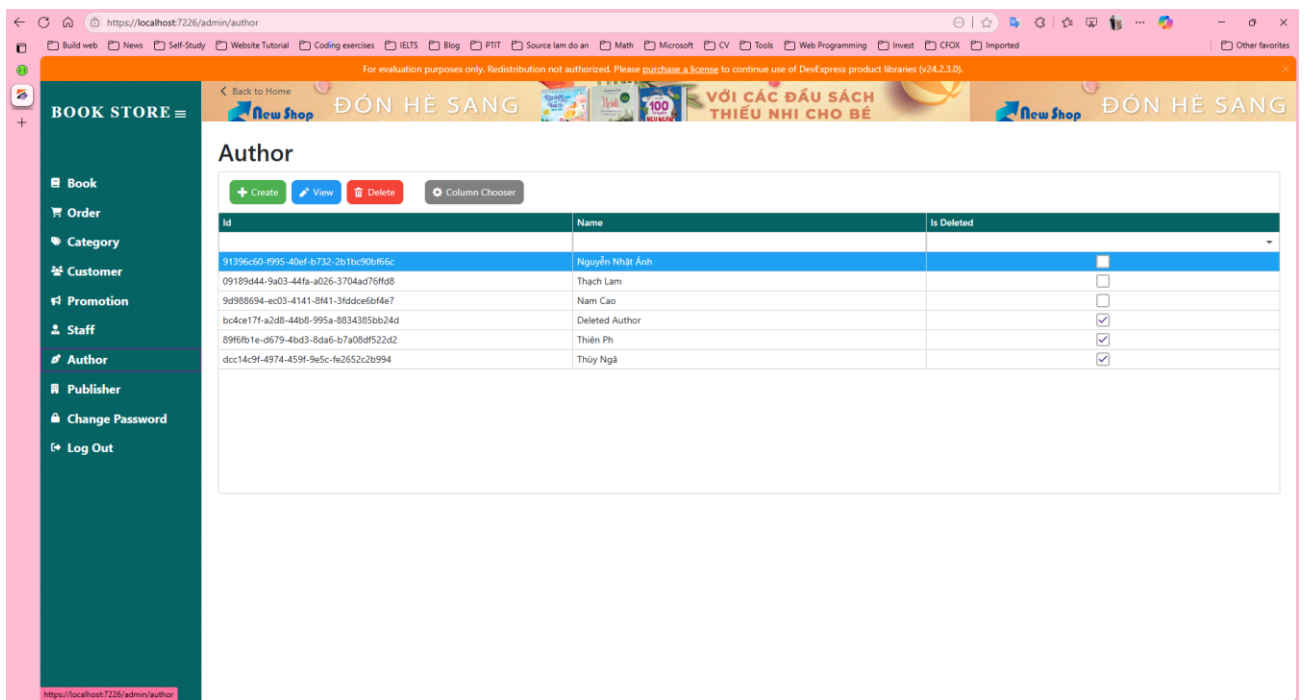 https://localhost:7226/admin/author
Build web News Self-Study Website Tutorial Coding exercises IELTS Blog PTIT Source lam do an Math Microsoft CV Tools Web Programming Invest CFOX Imported Other favorites
For evaluation purposes only. Redistribution not authorized. Please purchase a license to continue use of DevExpress product libraries (v24.2.3.0).
BOOK STORE
Back to Home
New Shop ĐÓN HÈ SANG
Heidi
100
VỚI CÁC ĐẦU SÁCH
THIẾU NHI CHO BÉ
New Shop ĐÓN HÈ SANG
Book
Order
Category
Customer
Promotion
Staff
Author
Publisher
Change Password
Log Out
Author
Create View Delete Column Chooser
Id Name Is Deleted
91396c60-f995-40ef-b732-2b1bc90bf66c Nguyễn Nhật Ánh
09189d44-9a03-44fa-a026-3704ad76ffd8 Thạch Lam
9d988694-ec03-4141-8f41-3fddce6bf4e7 Nam Cao
bc4ce17f-a2d8-44b8-995a-8834385bb24d Deleted Author
89f6fb1e-d679-4bd3-8da6-b7a08df522d2 Thiên Ph
dcc14c9f-4974-459f-9e5c-fe2652c2b994 Thùy Ngâ
https://localhost:7226/admin/author